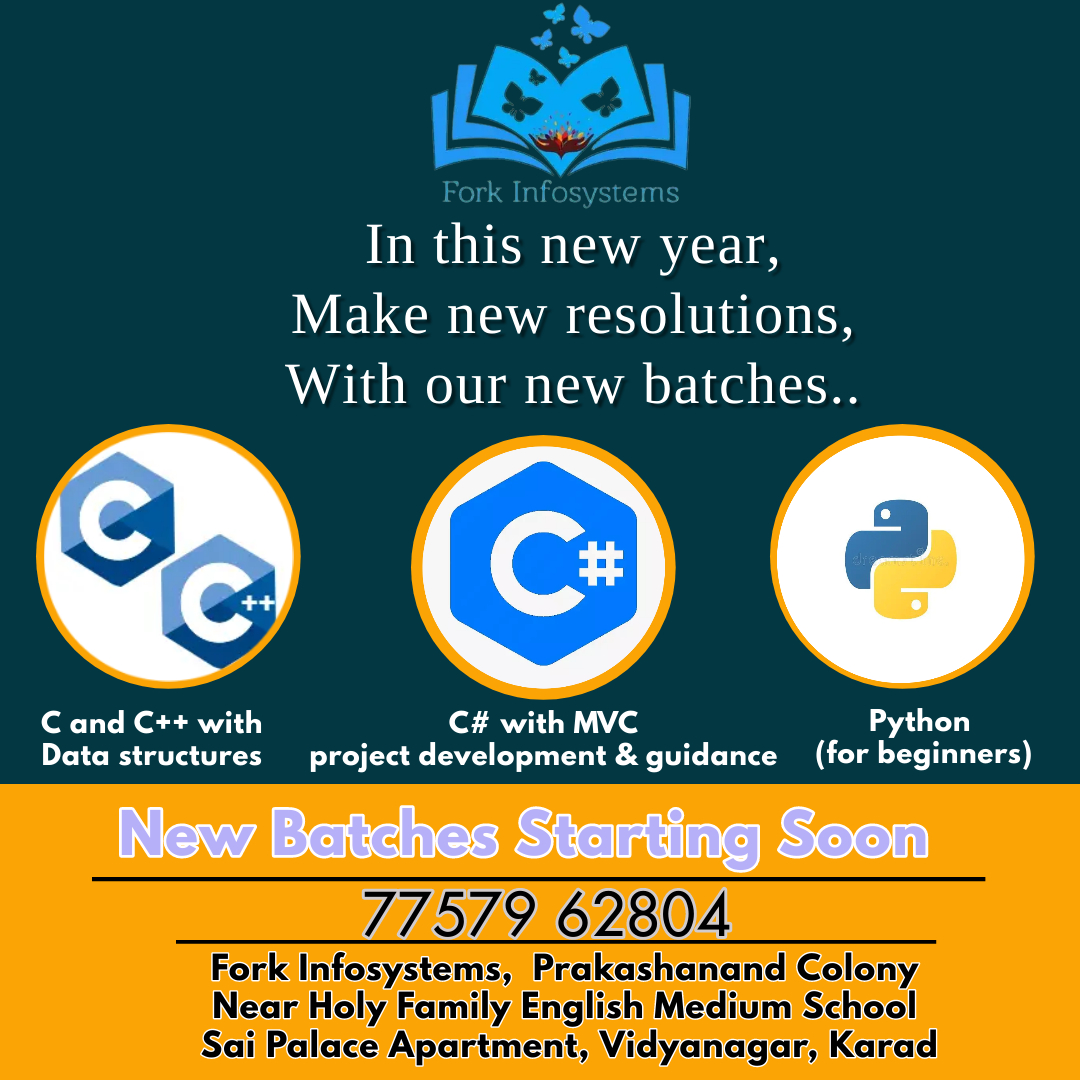 Fork Infosystems
In this new year,
Make new resolutions,
With our new batches..
C
C++
C#
C and C++ with
Data structures
C# with MVC
project development & guidance
Python
(for beginners)
New Batches Starting Soon
77579 62804
Fork Infosystems, Prakashanand Colony
Near Holy Family English Medium School
Sai Palace Apartment, Vidyanagar, Karad